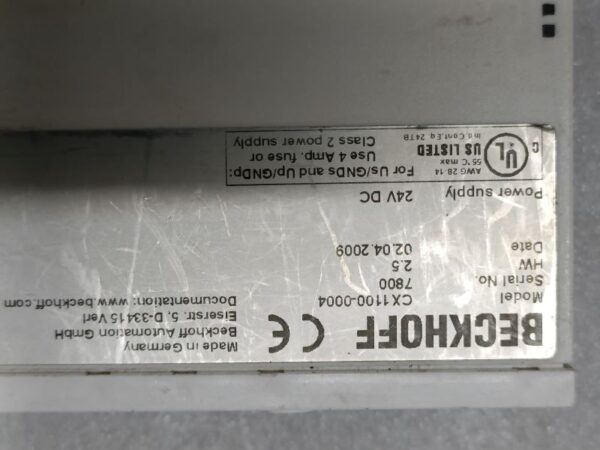 BECKHOFF CE
Model CX1100-0004
Serial No. 7800
HW 2.5
Date 02.04.2009
Power supply 24V DC
Made in Germany
Beckhoff Automation GmbH
Eiserstr. 5, D-33415 Verl
Documentation: www.beckhoff.com
AWG 28-14
55°C max
C UL US LISTED
Ind.Cont.Eq. 24TB
For Us/GNDs and Up/GNDp:
Use 4 Amp. fuse or
Class 2 power supply